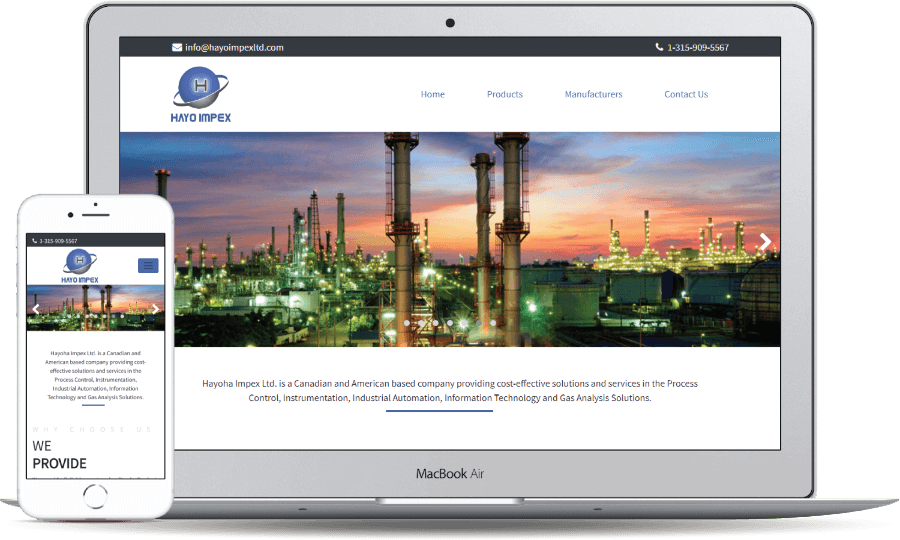 info@hayoimpexltd.com
1-315-909-5567
H
HAYO IMPEX
Home
Products
Manufacturers
Contact Us
Hayoha Impex Ltd. is a Canadian and American based company providing cost-effective solutions and services in the Process
Control, Instrumentation, Industrial Automation, Information Technology and Gas Analysis Solutions.
MacBook Air
1-315-909-5567
H
HAYO IMPEX
Hayoha Impex Ltd. is a Canadian and
American based company providing cost-
effective solutions and services in the
Process Control, Instrumentation,
Industrial Automation, Information
Technology and Gas Analysis Solutions.
WHY CHOOSE US
WE
PROVIDE